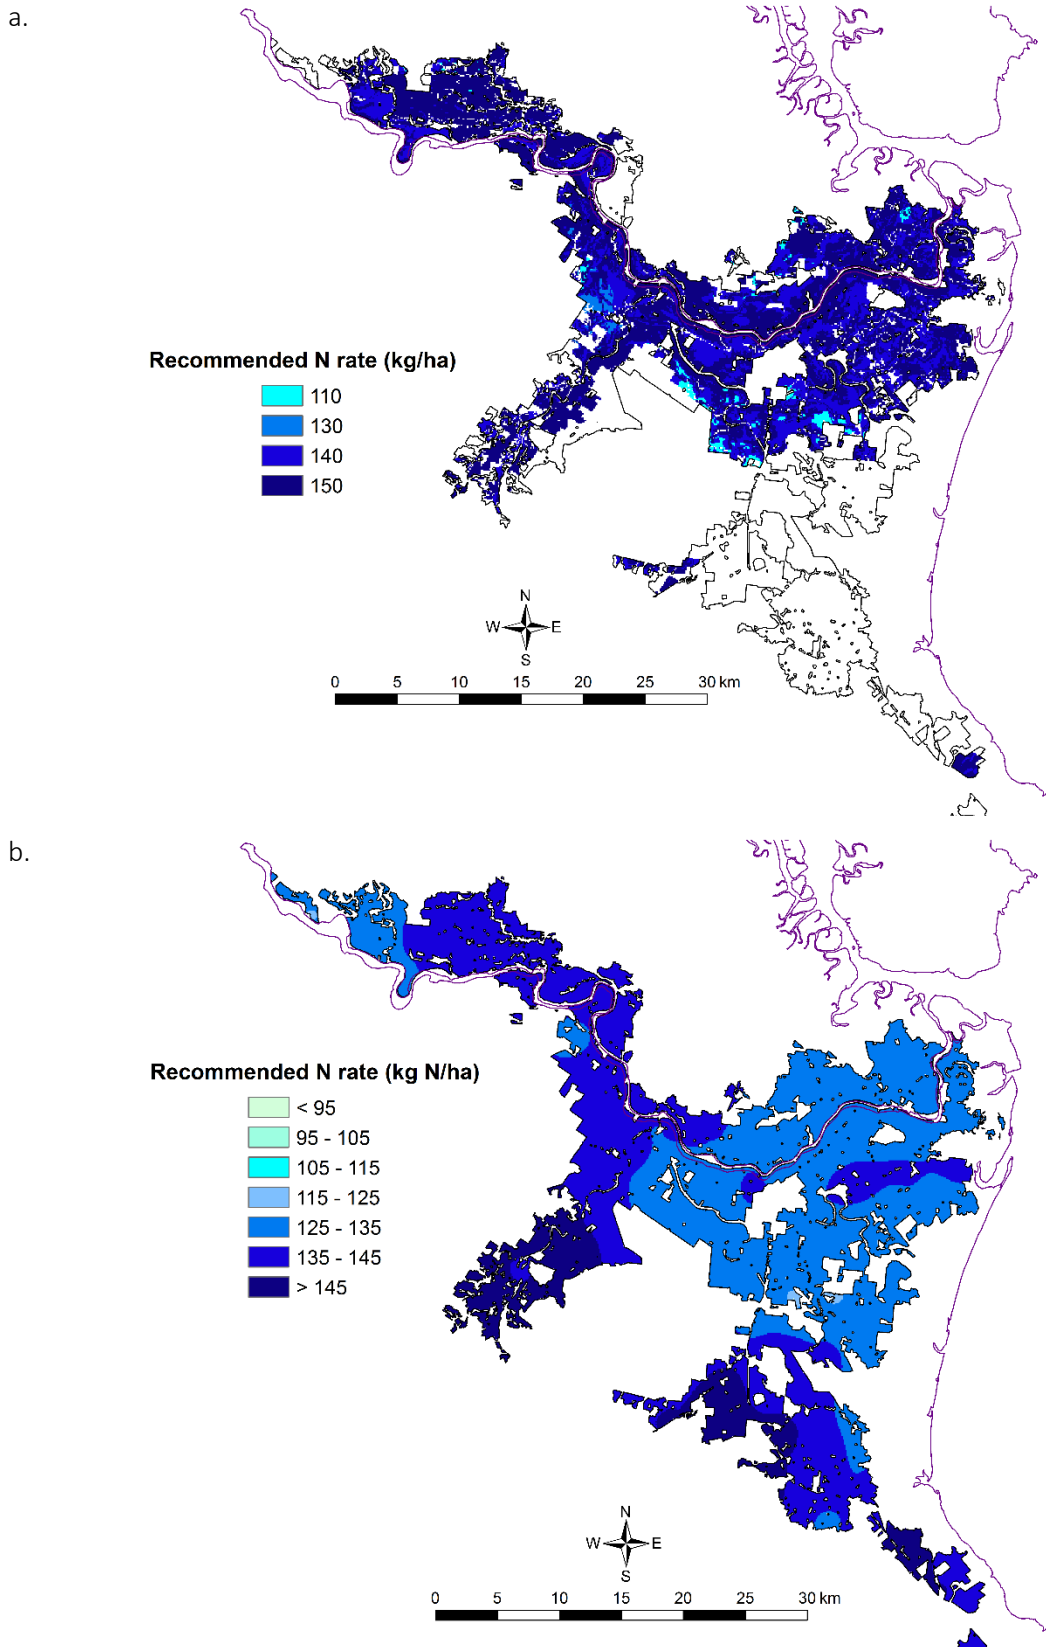 a.
Recommended N rate (kg/ha)
110
130
140
150
N
W E
S
0 5 10 15 20 25 30 km
b.
Recommended N rate (kg N/ha)
< 95
95 - 105
105 - 115
115 - 125
125 - 135
135 - 145
> 145
N
W E
S
0 5 10 15 20 25 30 km